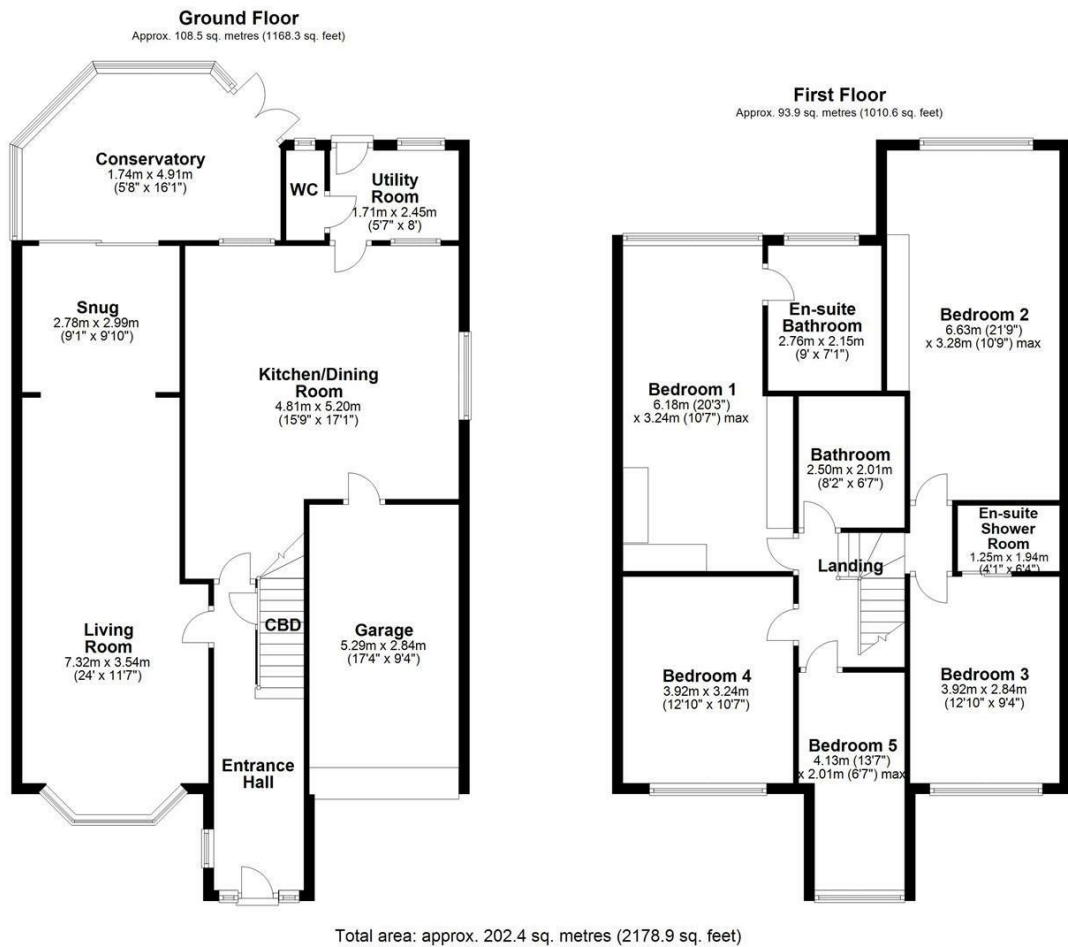 Ground Floor
Approx. 108.5 sq. metres (1168.3 sq. feet)
Conservatory
1.74m x 4.91m
(5'8" x 16'1")
WC
Utility
Room
1.71m x 2.45m
(5'7" x 8')
Snug
2.78m x 2.99m
(9'1" x 9'10")
Kitchen/Dining
Room
4.81m x 5.20m
(15'9" x 17'1")
Living
Room
7.32m x 3.54m
(24' x 11'7")
CBD
Garage
5.29m x 2.84m
(17'4" x 9'4")
Entrance
Hall
First Floor
Approx. 93.9 sq. metres (1010.6 sq. feet)
En-suite
Bathroom
2.76m x 2.15m
(9' x 7'1")
Bedroom 2
6.63m (21'9")
x 3.28m (10'9") max
Bedroom 1
6.18m (20'3")
x 3.24m (10'7") max
Bathroom
2.50m x 2.01m
(8'2" x 6'7")
En-suite
Shower
Room
1.25m x 1.94m
(4'1" x 6'4")
Landing
Bedroom 4
3.92m x 3.24m
(12'10" x 10'7")
Bedroom 3
3.92m x 2.84m
(12'10" x 9'4")
Bedroom 5
4.13m (13'7")
x 2.01m (6'7") max
Total area: approx. 202.4 sq. metres (2178.9 sq. feet)